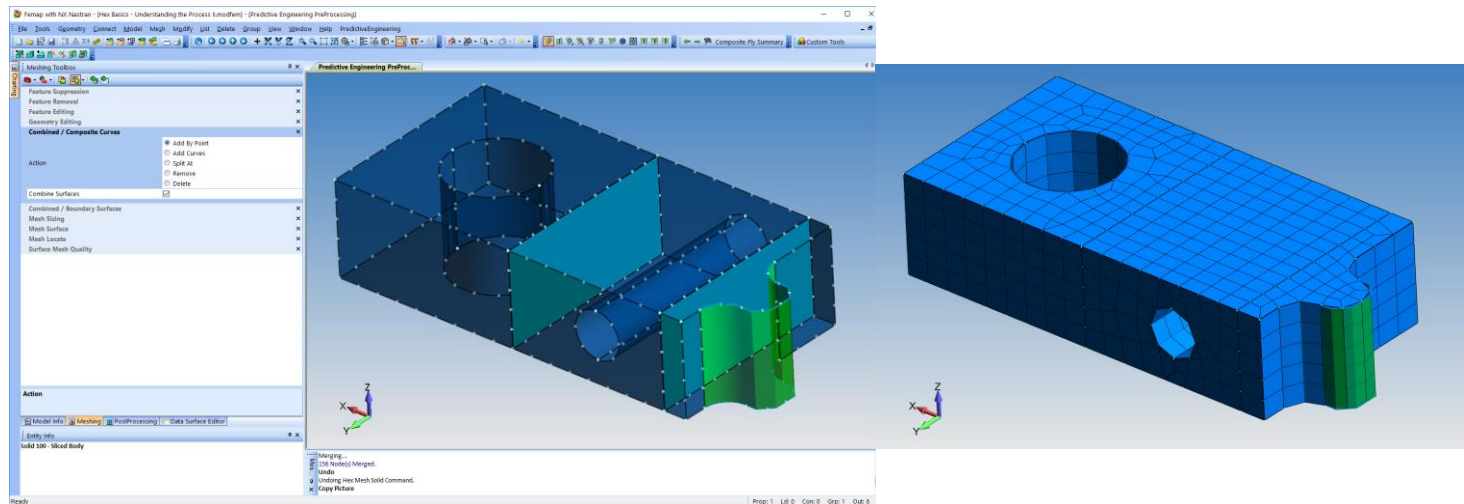 Femap with NX Nastran - [Hex Basics - Understanding the Process II.modfem] - [Predictive Engineering PreProcessing]
File Tools Geometry Connect Model Mesh Modify List Delete Group View Window Help PredictiveEngineering
Composite Ply Summary Custom Tools
Meshing Toolbox
Predictive Engineering PreProc...
Charting
Feature Suppression
Feature Removal
Feature Editing
Geometry Editing
Combined / Composite Curves
Action
Add By Point
Add Curves
Split At
Remove
Delete
Combine Surfaces
Combined / Boundary Surfaces
Mesh Sizing
Mesh Surface
Mesh Locate
Surface Mesh Quality
Z
X
Y
Z
X
Y
Action
Model Info Meshing PostProcessing Data Surface Editor
Entity Info
Solid 100 - Sliced Body
Mes...
Merging...
156 Node(s) Merged.
Undo
Undoing Hex Mesh Solid Command.
Copy Picture
Ready
Prop: 1 Ld: 0 Con: 0 Grp: 1 Out: 6